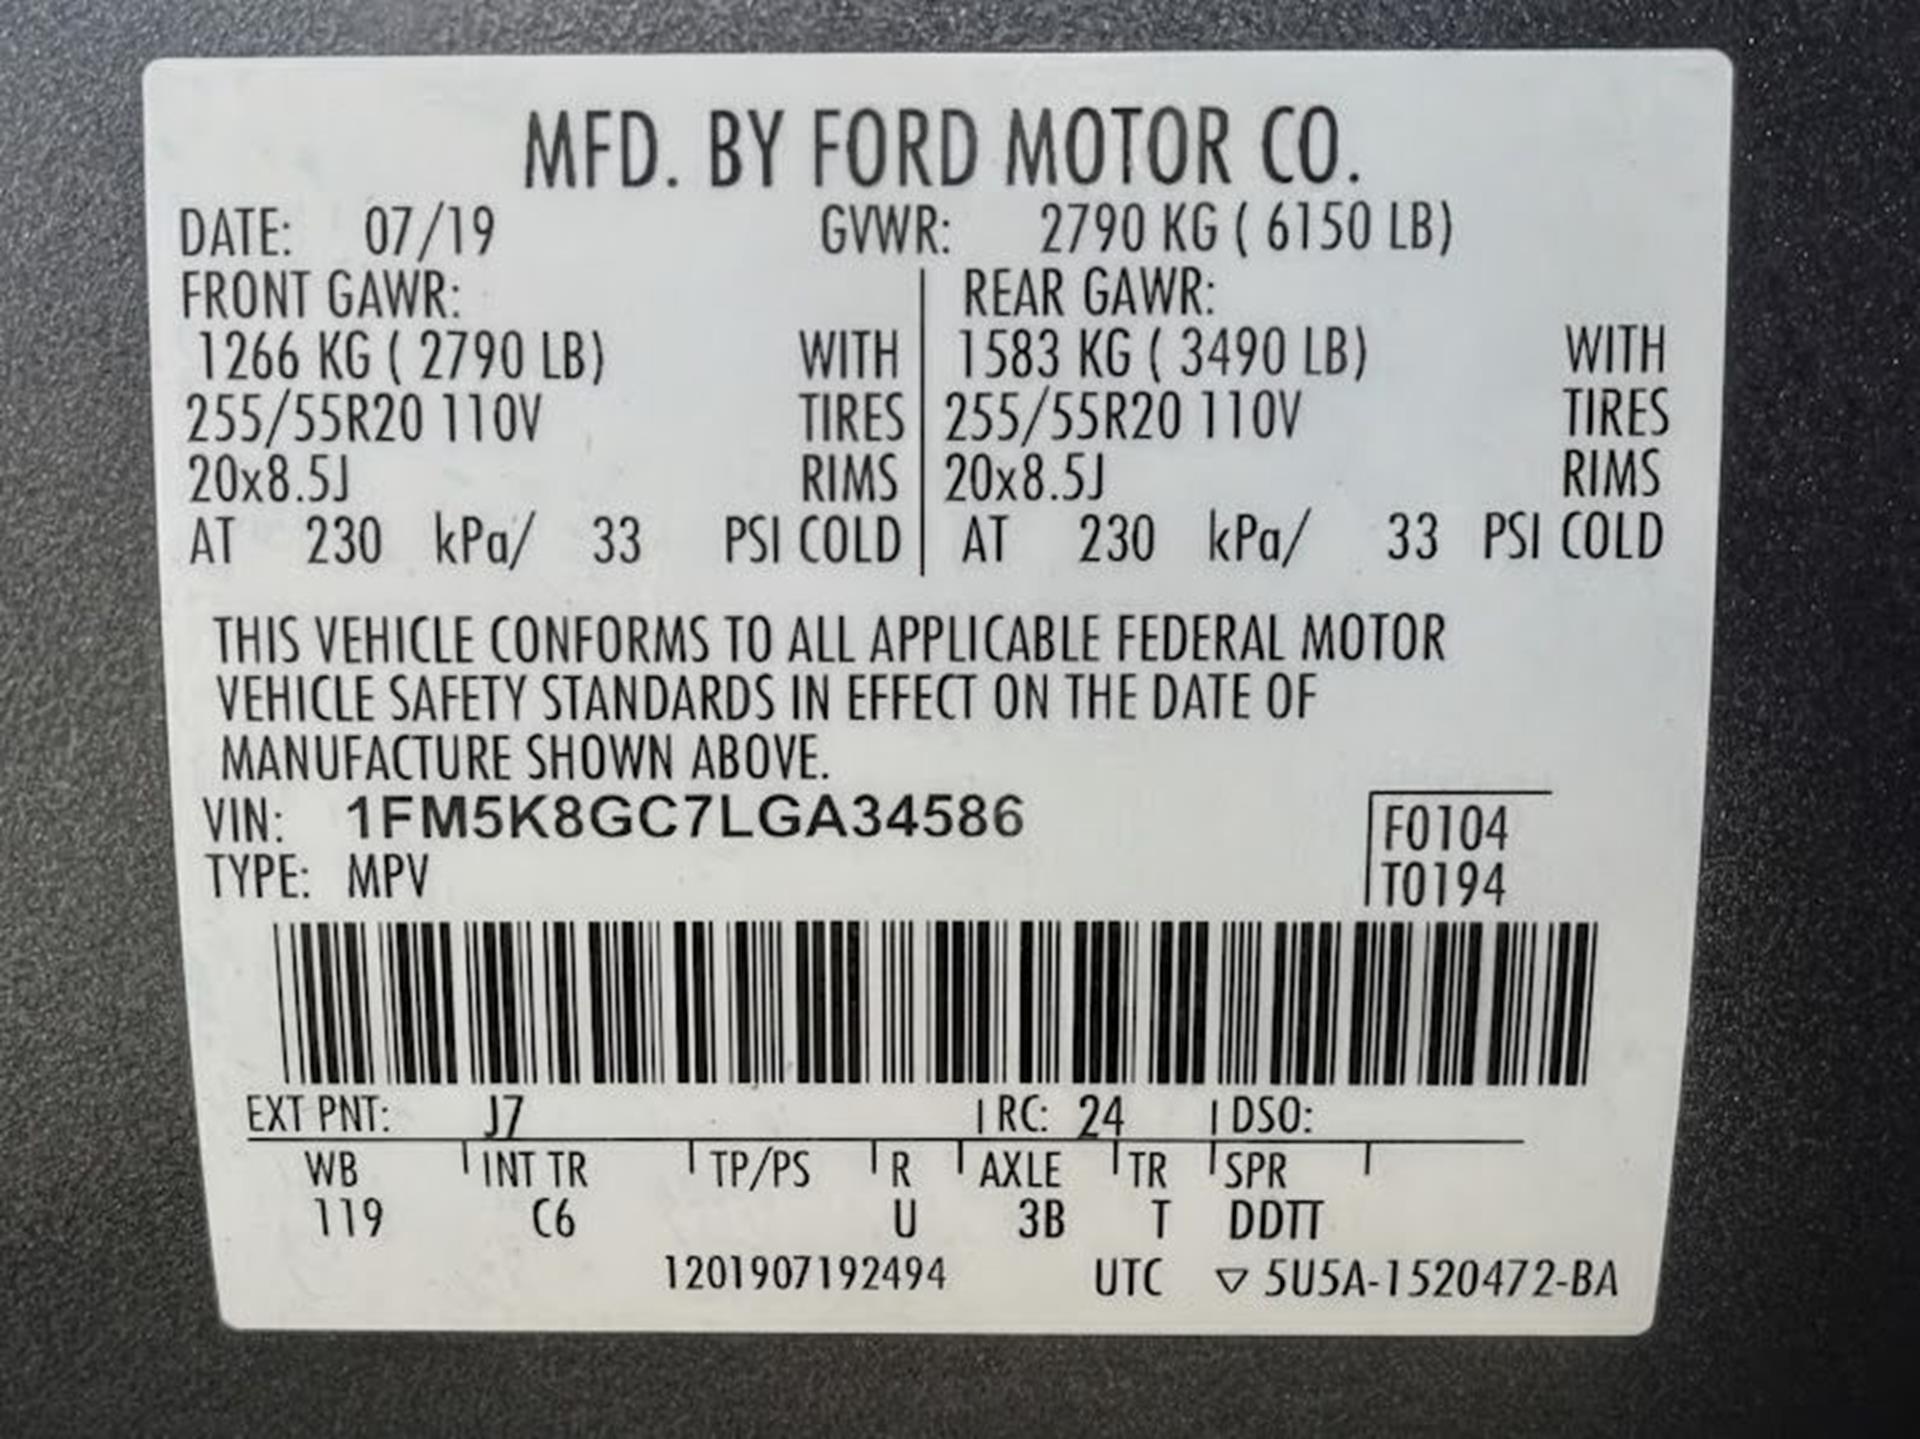 MFD. BY FORD MOTOR CO.
DATE: 07/19 GVWR: 2790 KG ( 6150 LB)
FRONT GAWR: REAR GAWR:
1266 KG ( 2790 LB) WITH 1583 KG ( 3490 LB) WITH
255/55R20 110V TIRES 255/55R20 110V TIRES
20x8.5J RIMS 20x8.5J RIMS
AT 230 kPa/ 33 PSI COLD AT 230 kPa/ 33 PSI COLD
THIS VEHICLE CONFORMS TO ALL APPLICABLE FEDERAL MOTOR
VEHICLE SAFETY STANDARDS IN EFFECT ON THE DATE OF
MANUFACTURE SHOWN ABOVE.
VIN: 1FM5K8GC7LGA34586 F0104
TYPE: MPV T0194
EXT PNT: J7 RC: 24 DSO:
WB INT TR TP/PS R AXLE TR SPR
119 C6 U 3B T DDTT
1201907192494 UTC ▽ 5U5A-1520472-BA